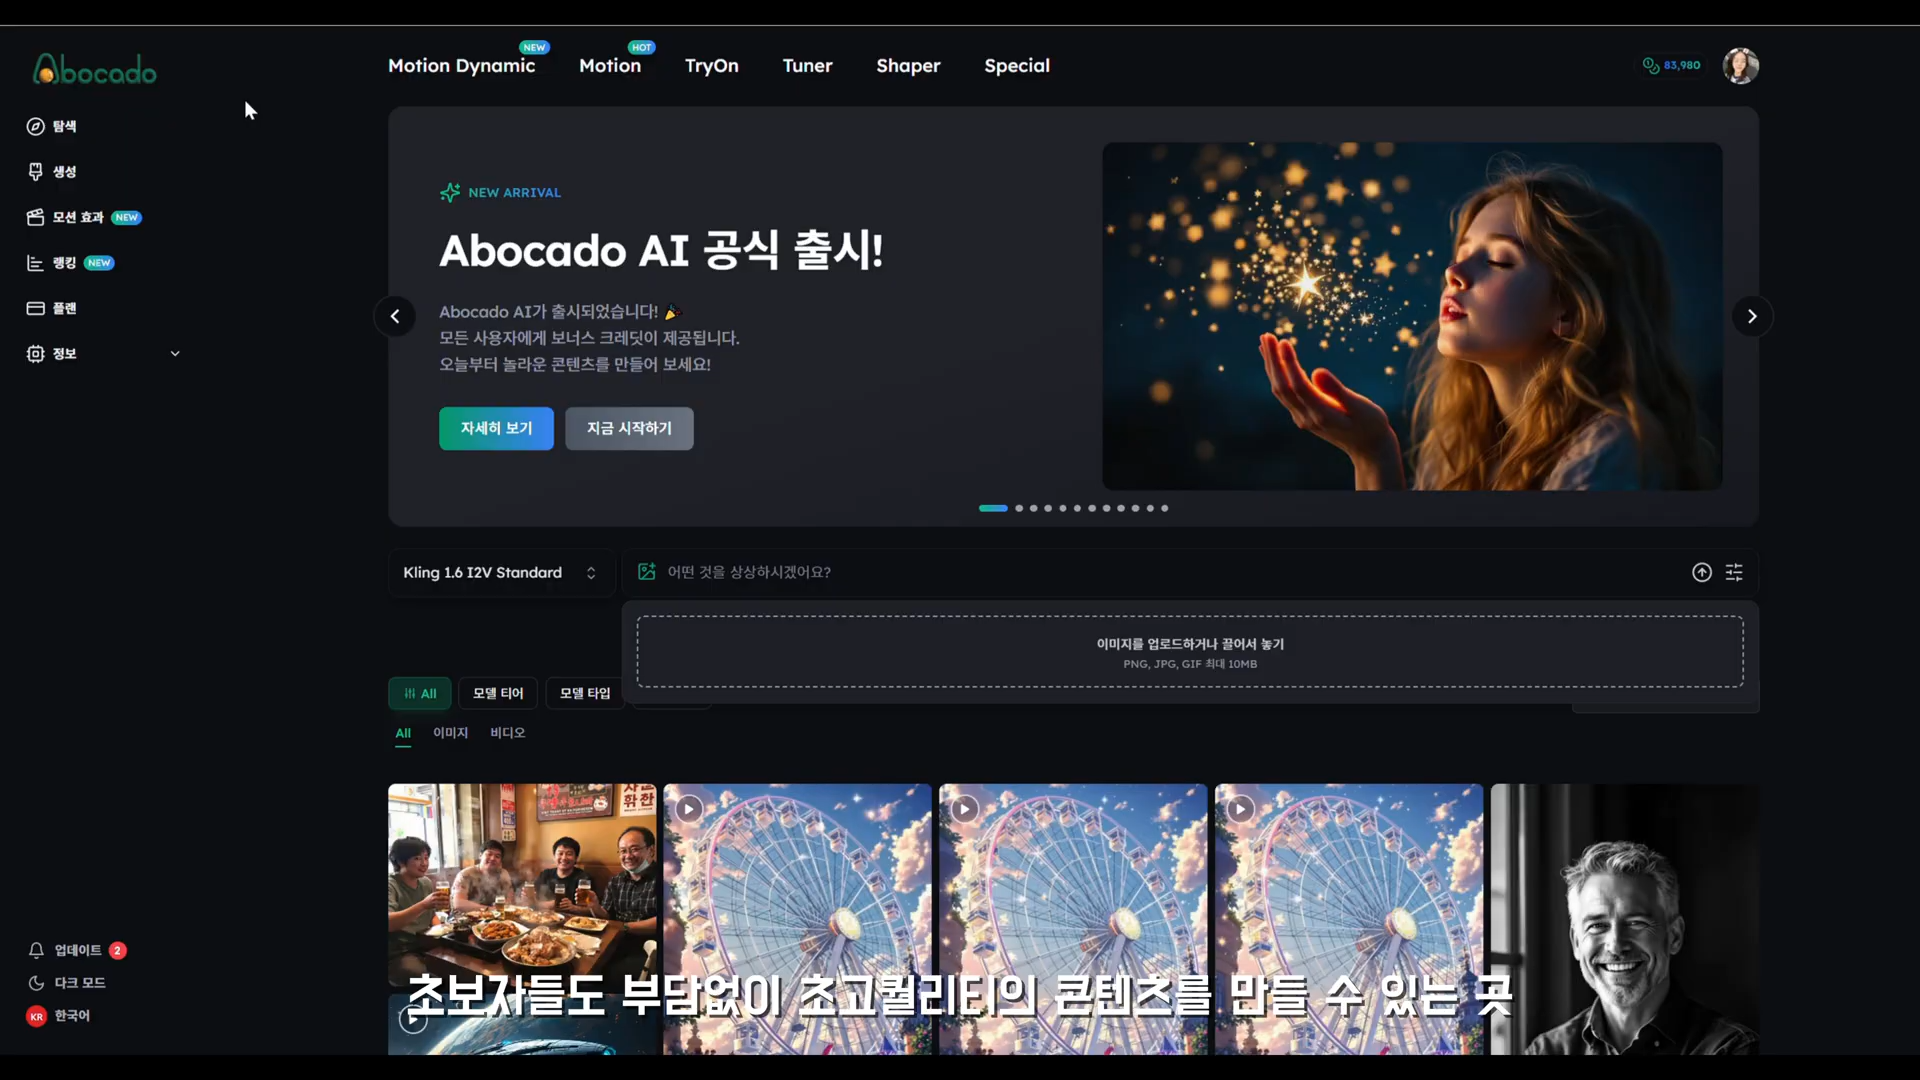 Abocado
Motion Dynamic NEW
Motion HOT
TryOn
Tuner
Shaper
Special
83,980
탐색
생성
모션 효과 NEW
랭킹 NEW
플랜
정보
NEW ARRIVAL
Abocado AI 공식 출시!
Abocado AI가 출시되었습니다!
모든 사용자에게 보너스 크레딧이 제공됩니다.
오늘부터 놀라운 콘텐츠를 만들어 보세요!
자세히 보기
지금 시작하기
Kling 1.6 I2V Standard
어떤 것을 상상하시겠어요?
이미지를 업로드하거나 끌어서 놓기
PNG, JPG, GIF 최대 10MB
All
모델 티어
모델 타입
All
이미지
비디오
업데이트 2
다크 모드
KR 한국어
초보자들도 부담없이 초고퀄리티의 콘텐츠를 만들 수 있는 곳